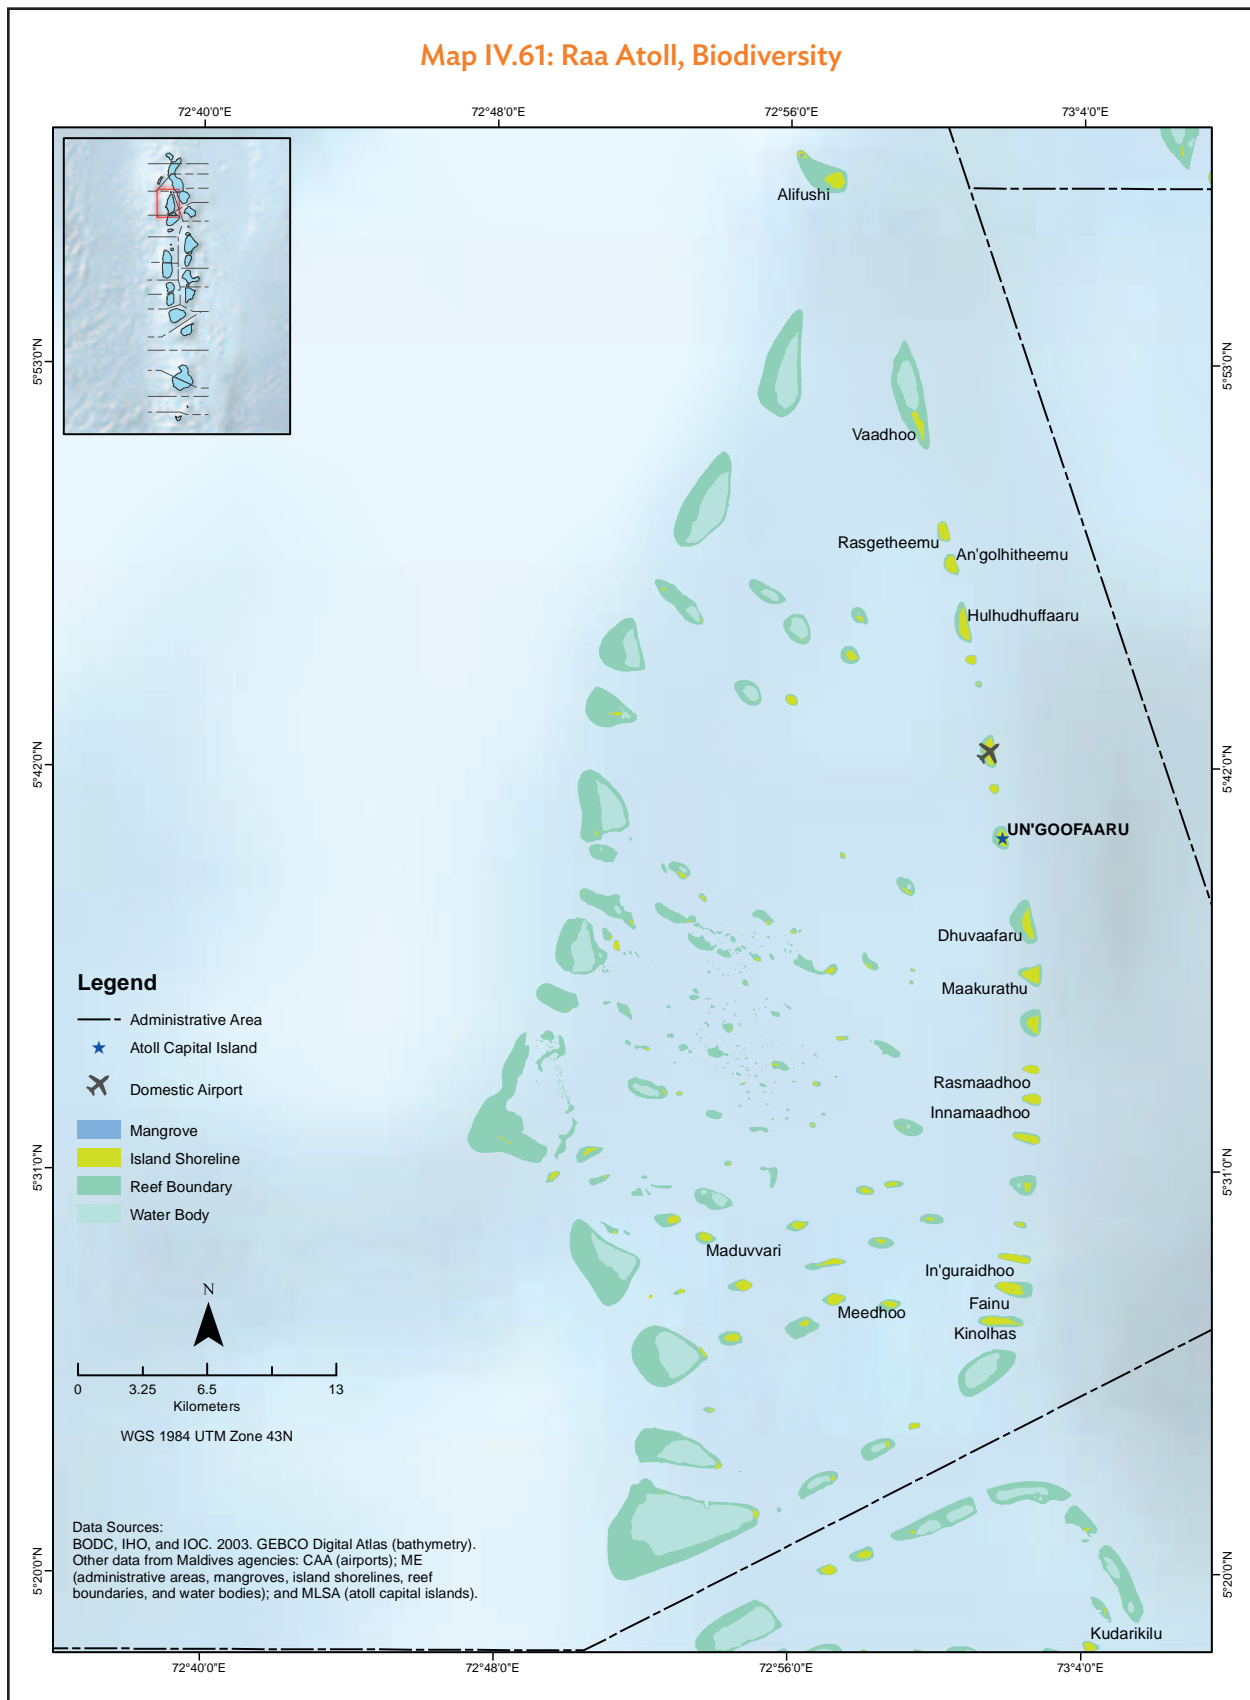 Map IV.61: Raa Atoll, Biodiversity
72°40'0"E
72°48'0"E
72°56'0"E
73°4'0"E
Alifushi
5°53'0"N
5°53'0"N
Vaadhoo
Rasgetheemu
An'golhitheemu
Hulhudhuffaaru
5°42'0"N
5°42'0"N
UN'GOOFAARU
Dhuvaafaru
Maakurathu
Rasmaadhoo
Innamaadhoo
Legend
Administrative Area
Atoll Capital Island
Domestic Airport
Mangrove
Island Shoreline
Reef Boundary
Water Body
5°31'0"N
5°31'0"N
Maduvvari
In'guraidhoo
Fainu
Meedhoo
Kinolhas
N
0 3.25 6.5 13
Kilometers
WGS 1984 UTM Zone 43N
Data Sources:
BODC, IHO, and IOC. 2003. GEBCO Digital Atlas (bathymetry).
Other data from Maldives agencies: CAA (airports); ME
(administrative areas, mangroves, island shorelines, reef
boundaries, and water bodies); and MLSA (atoll capital islands).
5°20'0"N
5°20'0"N
Kudarikilu
72°40'0"E
72°48'0"E
72°56'0"E
73°4'0"E